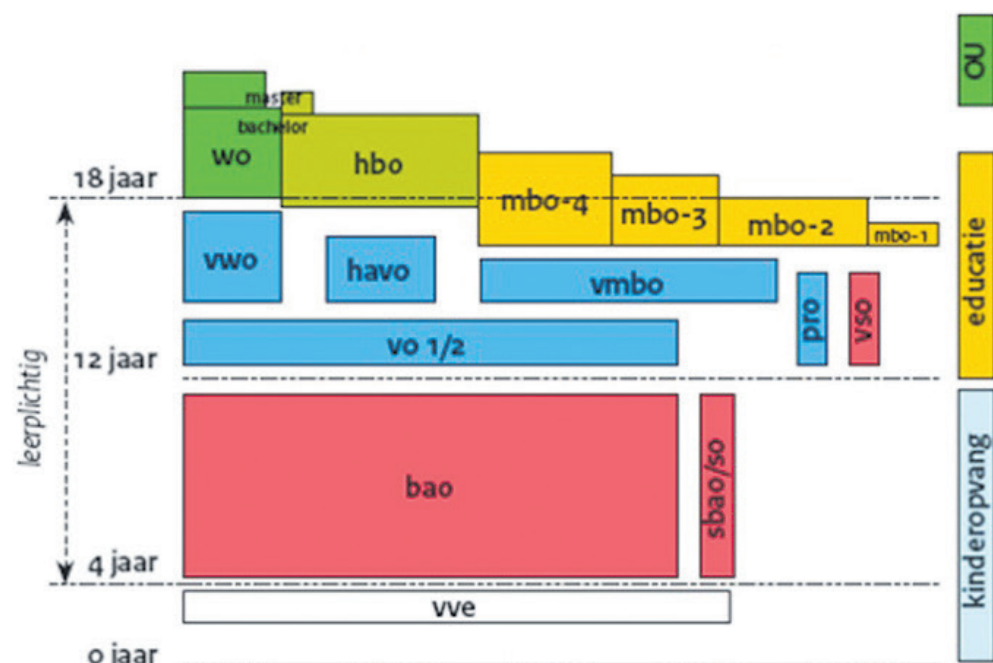 OU
master
bachelor
wo
hbo
18 jaar
mbo-4
mbo-3
mbo-2
mbo-1
vwo
havo
vmbo
pro
vso
educatie
vo 1/2
12 jaar
leerplichtig
bao
sbao/so
kinderopvang
4 jaar
vve
0 jaar